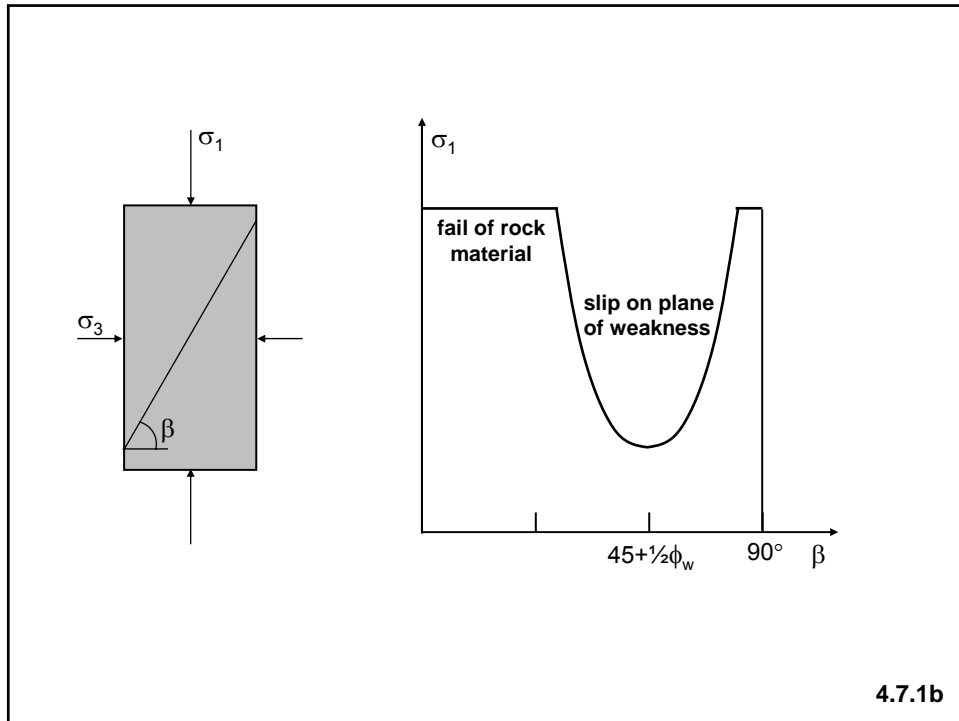 σ1
σ3
β
σ1
fail of rock
material
slip on plane
of weakness
45+½ϕw
90°
β
4.7.1b